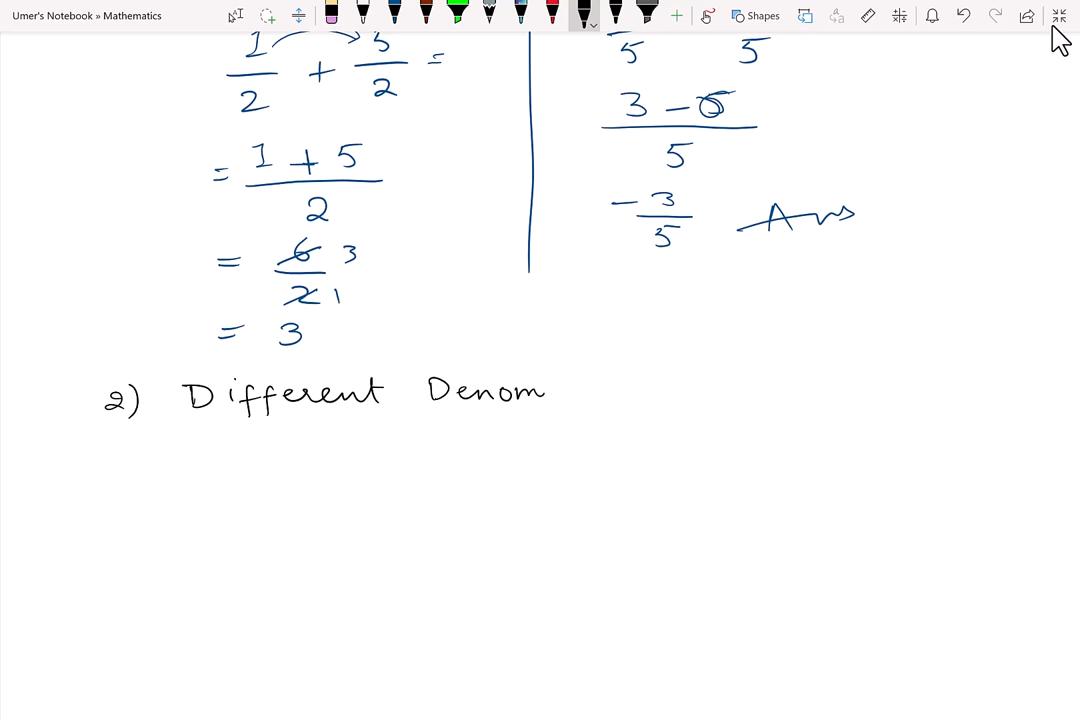 Umer's Notebook » Mathematics
Shapes
1/2 + 5/2 =
= 1 + 5 / 2
= 6/2 3 1
= 3
5 5
3 - 6 / 5
- 3/5 Ans
2) Different Denom